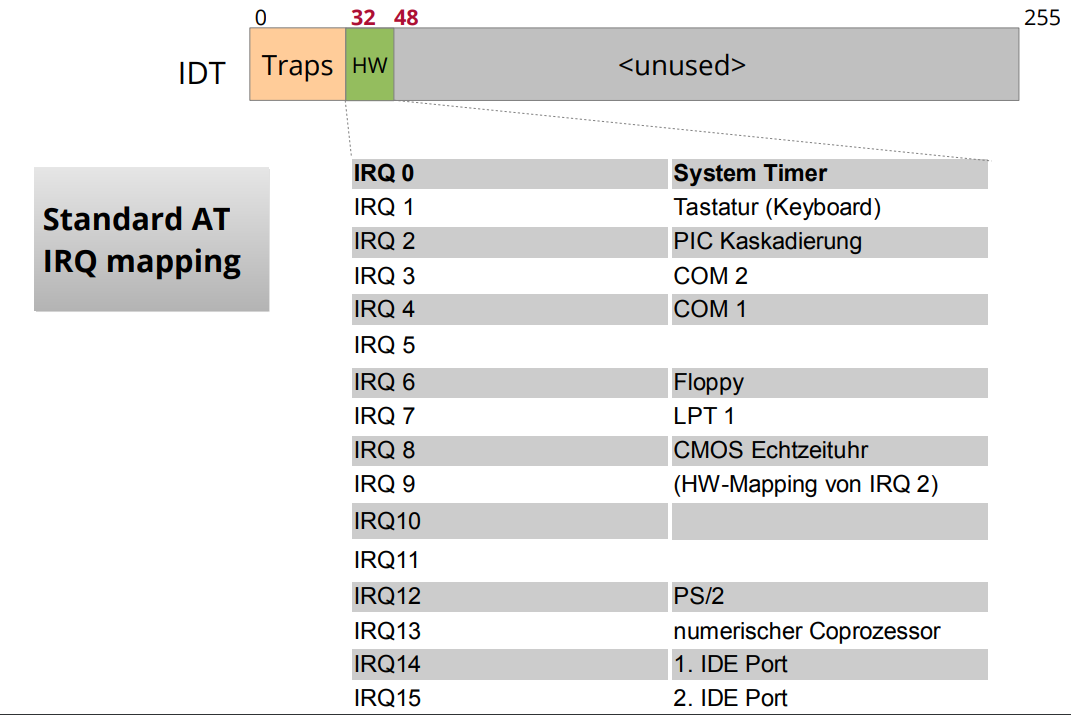 0 32 48 255
IDT Traps HW <unused>
Standard AT
IRQ mapping
IRQ 0 System Timer
IRQ 1 Tastatur (Keyboard)
IRQ 2 PIC Kaskadierung
IRQ 3 COM 2
IRQ 4 COM 1
IRQ 5
IRQ 6 Floppy
IRQ 7 LPT 1
IRQ 8 CMOS Echtzeituhr
IRQ 9 (HW-Mapping von IRQ 2)
IRQ10
IRQ11
IRQ12 PS/2
IRQ13 numerischer Coprozessor
IRQ14 1. IDE Port
IRQ15 2. IDE Port